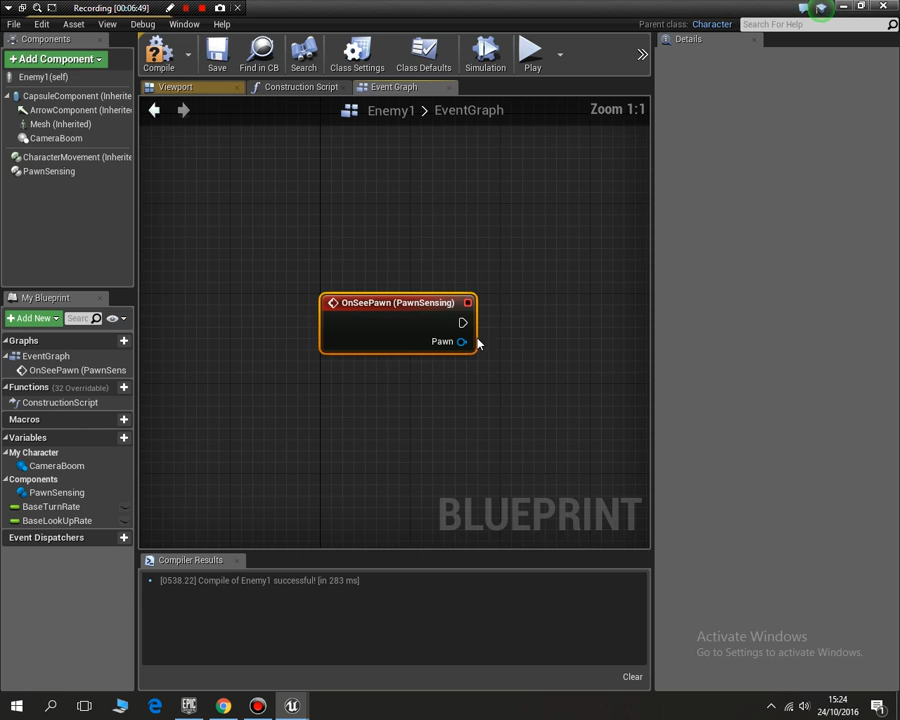 Recording [00:06:49]
File Edit Asset View Debug Window Help
Parent class: Character
Search For Help
Components
Add Component
Enemy1(self)
CapsuleComponent (Inherite
ArrowComponent (Inherite
Mesh (Inherited)
CameraBoom
CharacterMovement (Inherite
PawnSensing
Compile
Save
Find in CB
Search
Class Settings
Class Defaults
Simulation
Play
Details
Viewport
Construction Script
Event Graph
Enemy1 > EventGraph
Zoom 1:1
OnSeePawn (PawnSensing)
Pawn
BLUEPRINT
My Blueprint
Add New
Searc
Graphs
EventGraph
OnSeePawn (PawnSens
Functions (32 Overridable)
ConstructionScript
Macros
Variables
My Character
CameraBoom
Components
PawnSensing
BaseTurnRate
BaseLookUpRate
Event Dispatchers
Compiler Results
[0538.22] Compile of Enemy1 successful! [in 283 ms]
Clear
Activate Windows
Go to Settings to activate Windows.
EPIC
15:24
24/10/2016
1